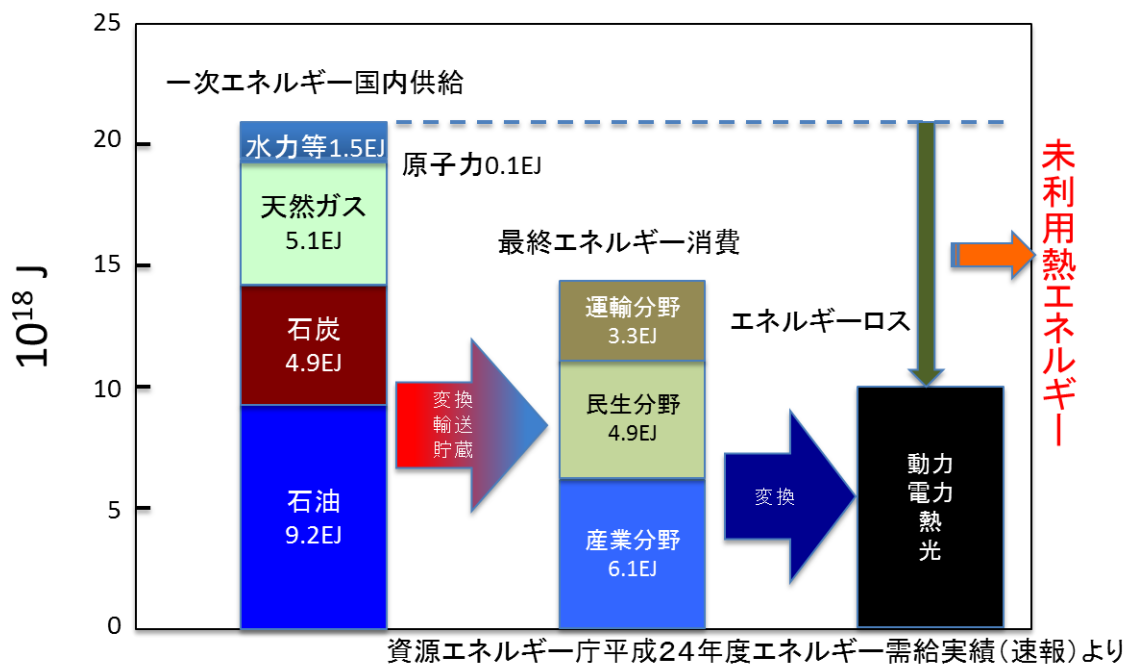 25
20
15
10
5
0
10¹⁸ J
一次エネルギー国内供給
水力等1.5EJ
原子力0.1EJ
天然ガス
5.1EJ
石炭
4.9EJ
石油
9.2EJ
変換
輸送
貯蔵
最終エネルギー消費
運輸分野
3.3EJ
民生分野
4.9EJ
産業分野
6.1EJ
変換
エネルギーロス
動力
電力
熱
光
未利用熱エネルギー
資源エネルギー庁平成24年度エネルギー需給実績(速報)より